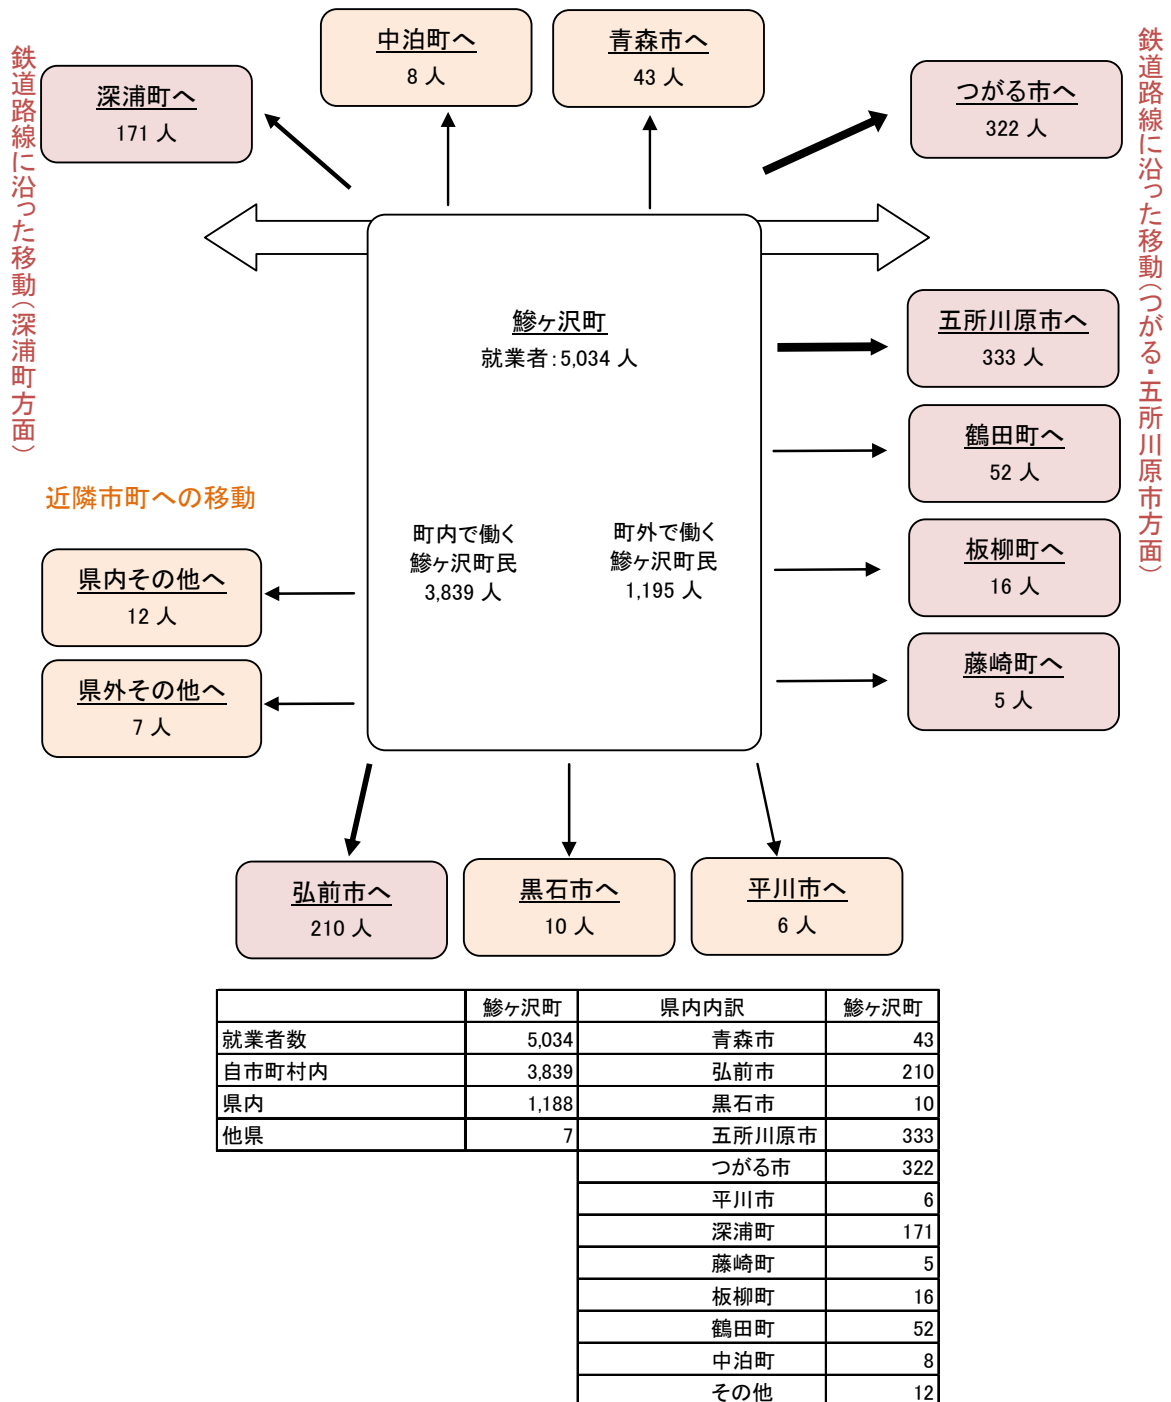 鉄道路線に沿った移動（深浦町方面）
中泊町へ
8 人
青森市へ
43 人
深浦町へ
171 人
つがる市へ
322 人
鉄道路線に沿った移動（つがる・五所川原市方面）
鰺ヶ沢町
就業者：5,034 人
五所川原市へ
333 人
鶴田町へ
52 人
近隣市町への移動
町内で働く
鰺ヶ沢町民
3,839 人
町外で働く
鰺ヶ沢町民
1,195 人
板柳町へ
16 人
県内その他へ
12 人
藤崎町へ
5 人
県外その他へ
7 人
弘前市へ
210 人
黒石市へ
10 人
平川市へ
6 人
鰺ヶ沢町 県内内訳 鰺ヶ沢町
就業者数 5,034 青森市 43
自市町村内 3,839 弘前市 210
県内 1,188 黒石市 10
他県 7 五所川原市 333
つがる市 322
平川市 6
深浦町 171
藤崎町 5
板柳町 16
鶴田町 52
中泊町 8
その他 12